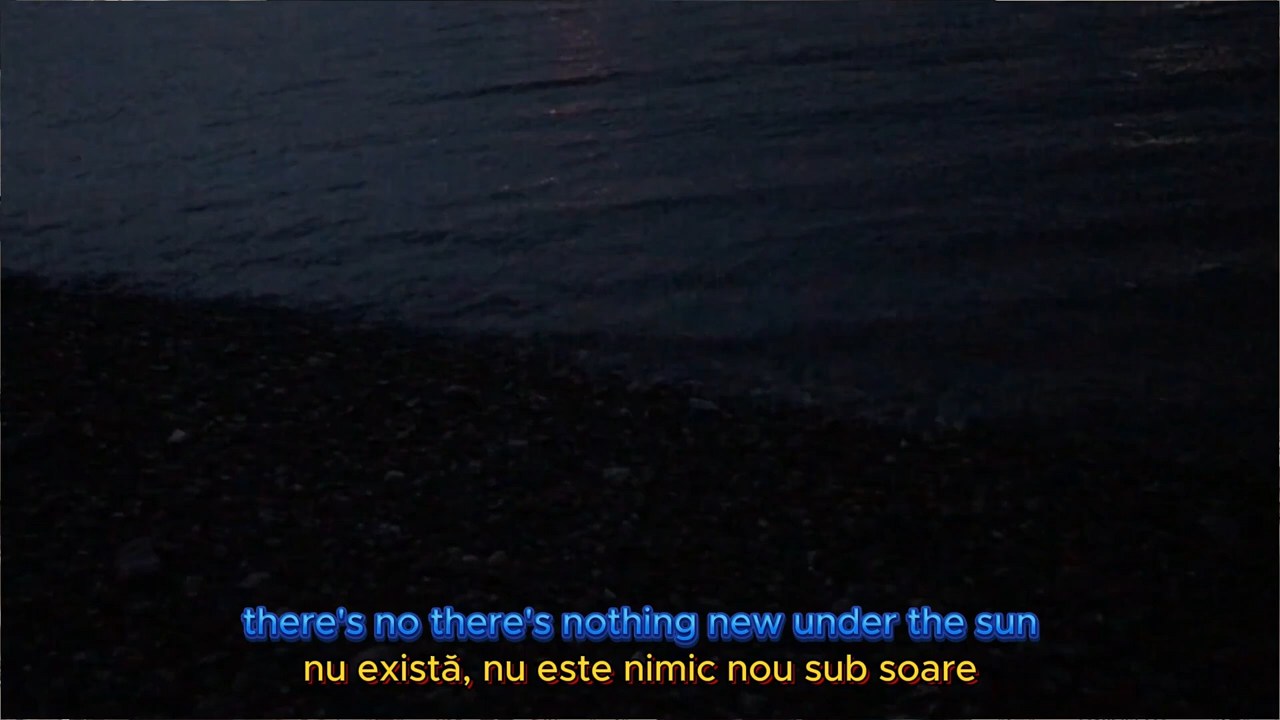 there's no there's nothing new under the sun
nu există, nu este nimic nou sub soare